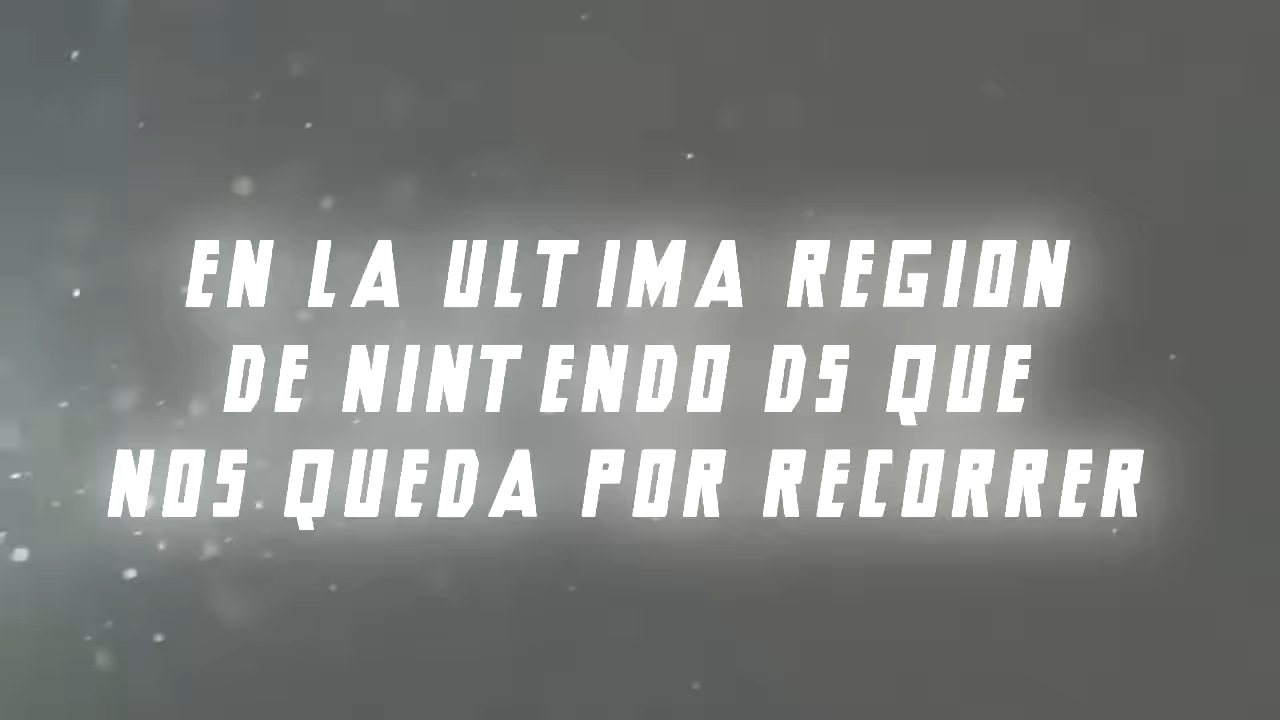 EN LA ULTIMA REGION
DE NINTENDO DS QUE
NOS QUEDA POR RECORRER